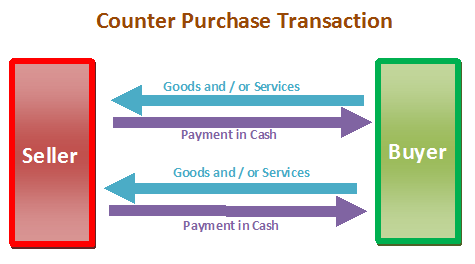 Counter Purchase Transaction
Goods and / or Services
Payment in Cash
Seller
Buyer
Goods and / or Services
Payment in Cash